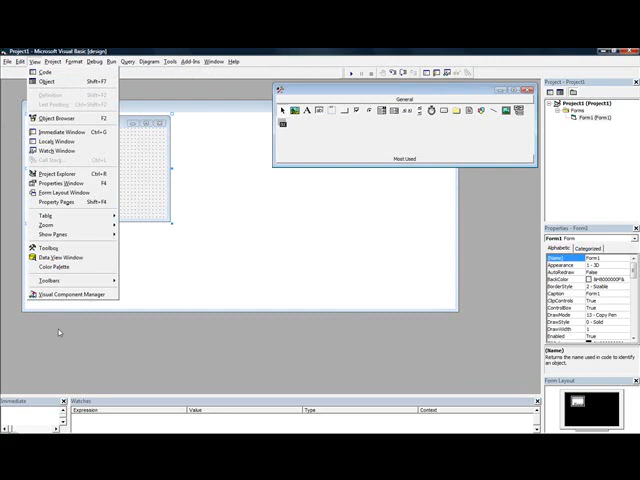 Project1 - Microsoft Visual Basic [design]
File View Project Format Debug Run Query Diagram Tools Add-Ins Window Help
Code
Object Shift+F7
Definition
Last Position
Object Browser F2
Immediate Window Ctrl+G
Locals Window
Watch Window
Call Stack...
Project Explorer Ctrl+R
Properties Window F4
Form Layout Window
Property Pages Shift+F4
Table
Zoom
Show Panes
Toolbox
Data View Window
Color Palette
Toolbars
Visual Component Manager
General
Most Used
Project - Project1
Project1 (Project1)
Forms
Form1 (Form1)
Properties - Form1
Form1 Form
Alphabetic Categorized
(Name) Form1
Appearance 1 - 3D
AutoRedraw False
BackColor &H8000000F&
BorderStyle 2 - Sizable
Caption Form1
ClipControls True
ControlBox True
DrawMode 13 - Copy Pen
DrawStyle 0 - Solid
DrawWidth 1
Enabled True
(Name)
Returns the name used in code to identify
an object.
Form Layout
Immediate
Watches
Expression Value Type Context